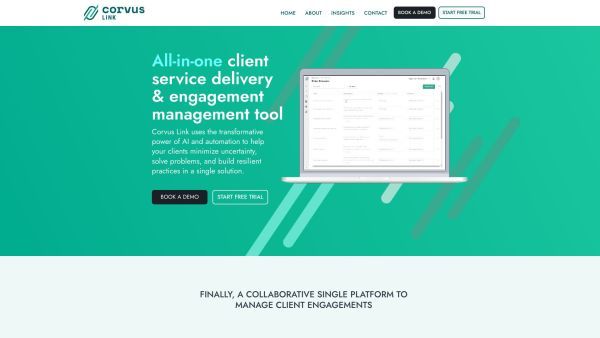 corvus
LINK
HOME ABOUT INSIGHTS CONTACT BOOK A DEMO START FREE TRIAL
All-in-one client
service delivery
& engagement
management tool
Corvus Link uses the transformative
power of AI and automation to help
your clients minimize uncertainty,
solve problems, and build resilient
practices in a single solution.
BOOK A DEMO START FREE TRIAL
FINALLY, A COLLABORATIVE SINGLE PLATFORM TO
MANAGE CLIENT ENGAGEMENTS